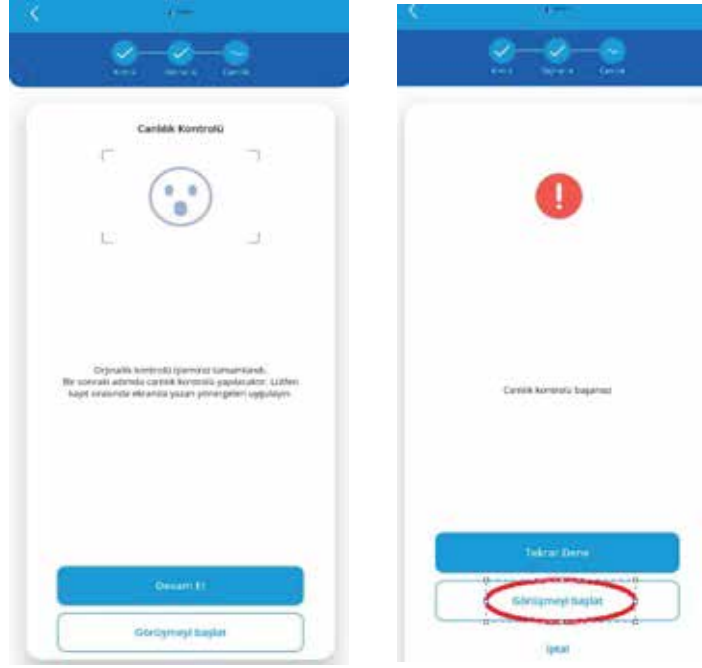 Canlılık Kontrolü
Orjinallik kontrolü işleminiz tamamlandı.
Bir sonraki adımda canlılık kontrolü yapılacaktır. Lütfen
kayıt sırasında ekranda yazan yönergeleri uygulayın
Devam Et
Görüşmeyi başlat
Canlılık kontrolü başarısız
Tekrar Dene
Görüşmeyi başlat
İptal